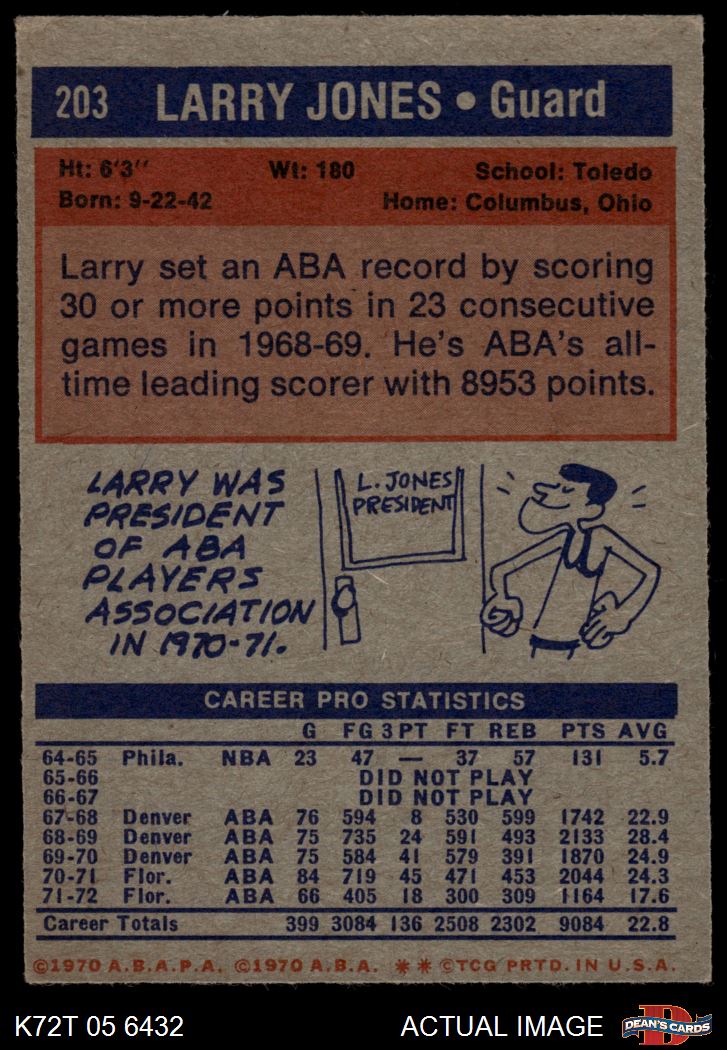 203 LARRY JONES • Guard
Ht: 6'3" Wt: 180 School: Toledo
Born: 9-22-42 Home: Columbus, Ohio
Larry set an ABA record by scoring
30 or more points in 23 consecutive
games in 1968-69. He's ABA's all-
time leading scorer with 8953 points.
LARRY WAS
PRESIDENT
OF ABA
PLAYERS
ASSOCIATION
IN 1970-71.
L. JONES
PRESIDENT
CAREER PRO STATISTICS
G FG 3 PT FT REB PTS AVG
64-65 Phila. NBA 23 47 — 37 57 131 5.7
65-66 DID NOT PLAY
66-67 DID NOT PLAY
67-68 Denver ABA 76 594 8 530 599 1742 22.9
68-69 Denver ABA 75 735 24 591 493 2133 28.4
69-70 Denver ABA 75 584 41 579 391 1870 24.9
70-71 Flor. ABA 84 719 45 471 453 2044 24.3
71-72 Flor. ABA 66 405 18 300 309 1164 17.6
Career Totals 399 3084 136 2508 2302 9084 22.8
©1970 A.B.A.P.A. ©1970 A.B.A. ** ©TCG PRTD. IN U.S.A.
K72T 05 6432 ACTUAL IMAGE D DEAN'S CARDS